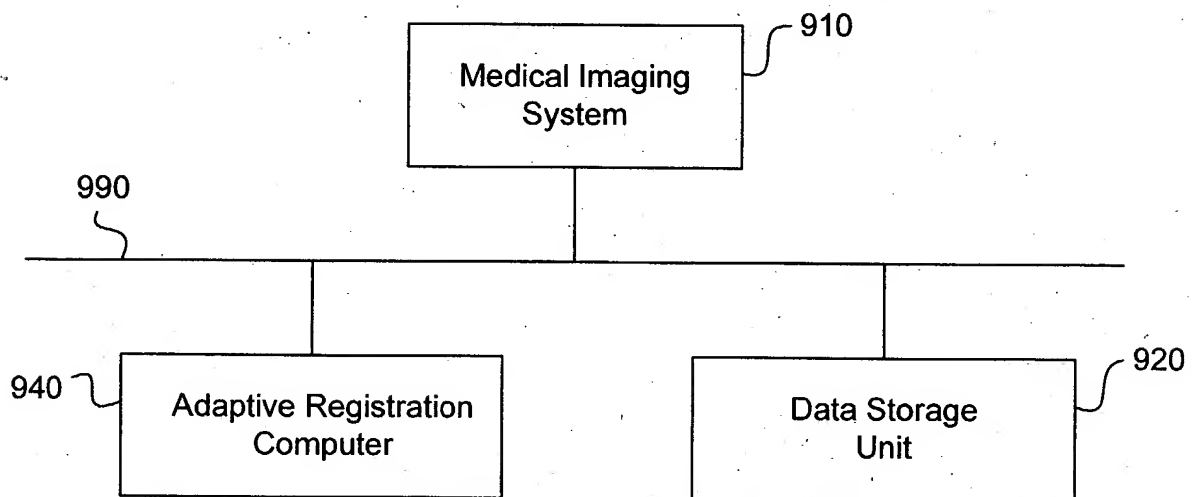 910
Medical Imaging
System
990
940
Adaptive Registration
Computer
920
Data Storage
Unit